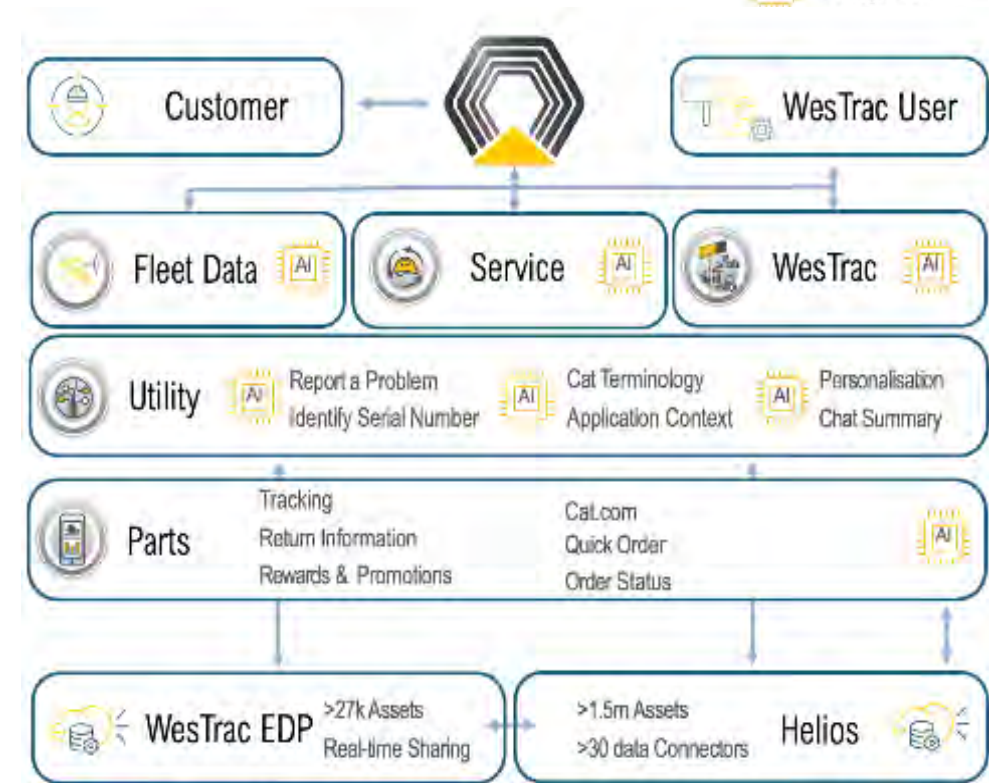 Customer
WesTrac User
Fleet Data
AI
Service
AI
WesTrac
AI
Utility
AI
Report a Problem
Identify Serial Number
AI
Cat Terminology
Application Context
AI
Personalisation
Chat Summary
Parts
Tracking
Return Information
Rewards & Promotions
Cat.com
Quick Order
Order Status
AI
WesTrac EDP
>27k Assets
Real-time Sharing
>1.5m Assets
>30 data Connectors
Helios